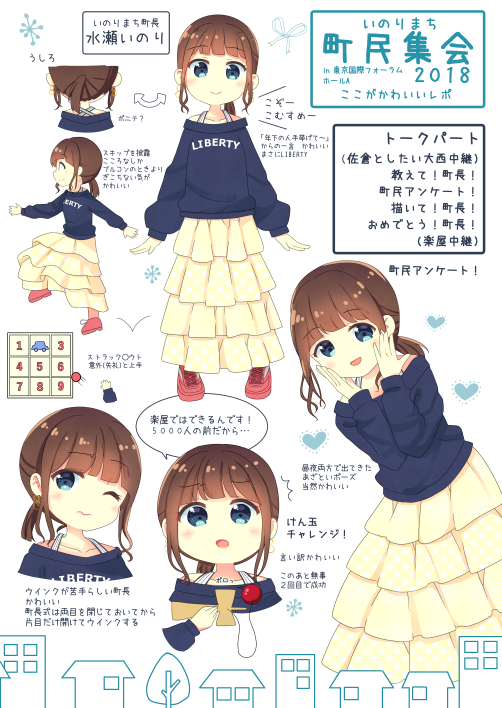 いのりまち町長
水瀬いのり
いのりまち
町民集会
in 東京国際フォーラム
ホールA
2018
ここがかわいいレポ
うしろ
ポニテ？
こぞー
こむすめー
「年下の人手挙げて～」
からの一言 かわいい
まさにLIBERTY
LIBERTY
スキップを披露
こころなしか
ブルコンのときより
ぎこちない気が
かわいい
LIBERTY
トークパート
(佐倉としたい大西中継)
教えて！町長！
町民アンケート！
描いて！町長！
おめでとう！町長！
(楽屋中継)
町民アンケート！
1 3
4 5 6
7 8 9
ストラック〇ウト
意外(失礼)と上手
楽屋ではできるんです！
5000人の前だから…
昼夜両方で出てきた
あざといポーズ
当然かわいい
けん玉
チャレンジ！
言い訳かわいい
このあと無事
2回目で成功
ポロっ
LIBERTY
ウインクが苦手らしい町長
かわいい
町長式は両目を閉じておいてから
片目だけ開けてウインクする